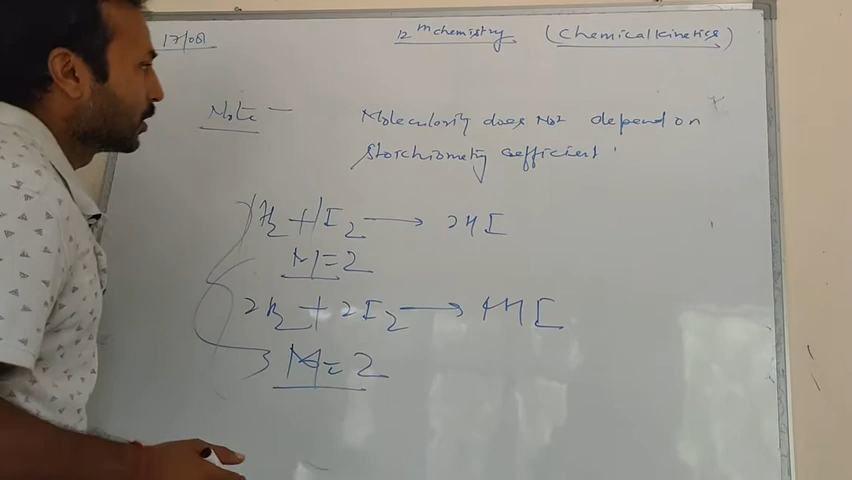 17/08 12th chemistry (chemical kinetics)
Note — Molecularity does not depend on
stoichiometry coefficient
H2 + I2 → 2HI
M = 2
2H2 + 2I2 → 4HI
M = 2